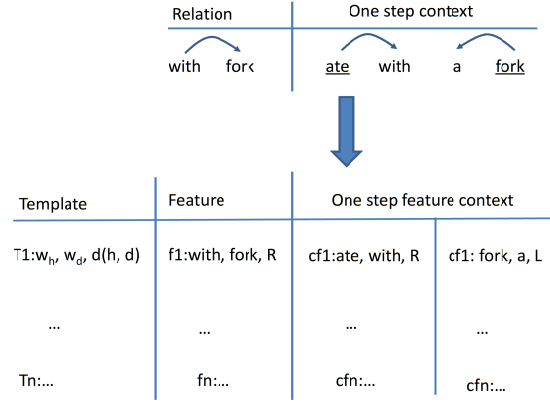 Relation One step context
with fork ate with a fork
Template Feature One step feature context
T1:wh, wd, d(h, d) f1:with, fork, R cf1:ate, with, R cf1: fork, a, L
... ... ... ...
Tn:... fn:... cfn:... cfn:...